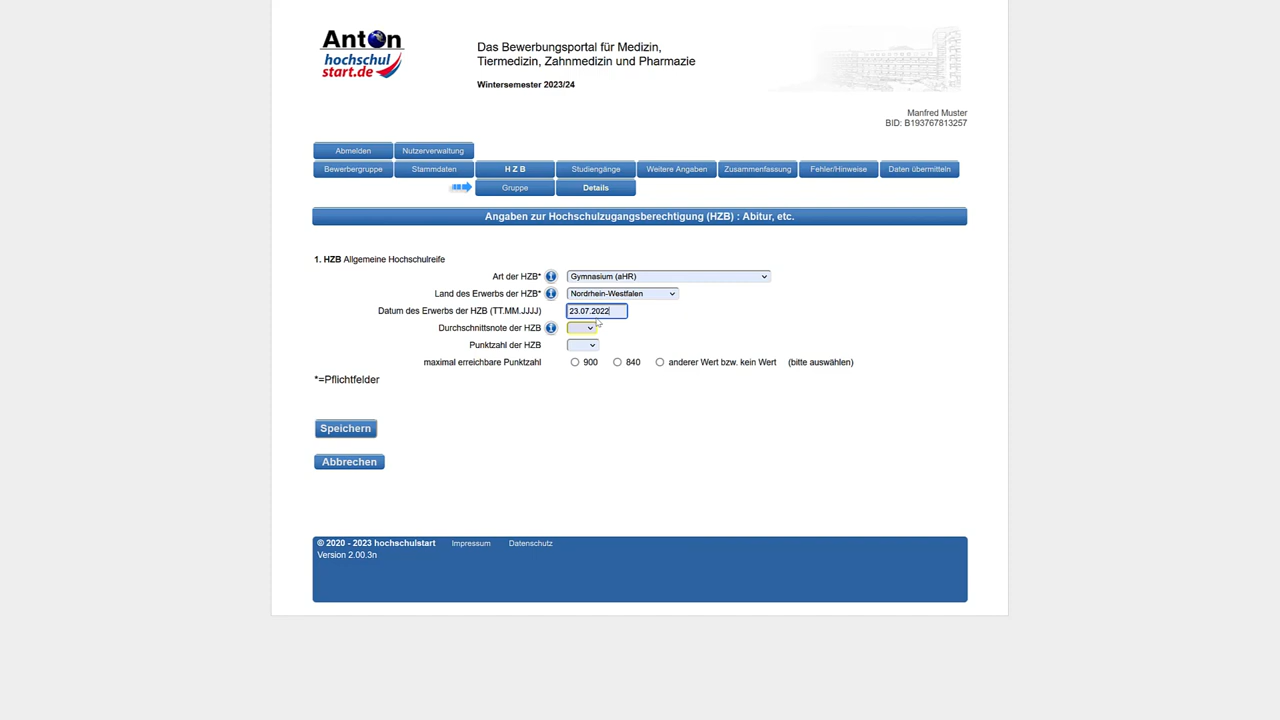 Anton
hochschul
start.de
Das Bewerbungsportal für Medizin,
Tiermedizin, Zahnmedizin und Pharmazie
Wintersemester 2023/24
Manfred Muster
BID: B193767813257
Abmelden Nutzerverwaltung
Bewerbergruppe Stammdaten H Z B Studiengänge Weitere Angaben Zusammenfassung Fehler/Hinweise Daten übermitteln
Gruppe Details
Angaben zur Hochschulzugangsberechtigung (HZB) : Abitur, etc.
1. HZB Allgemeine Hochschulreife
Art der HZB* Gymnasium (aHR)
Land des Erwerbs der HZB* Nordrhein-Westfalen
Datum des Erwerbs der HZB (TT.MM.JJJJ) 23.07.2022
Durchschnittsnote der HZB
Punktzahl der HZB
maximal erreichbare Punktzahl 900 840 anderer Wert bzw. kein Wert (bitte auswählen)
*=Pflichtfelder
Speichern
Abbrechen
© 2020 - 2023 hochschulstart Impressum Datenschutz
Version 2.00.3n